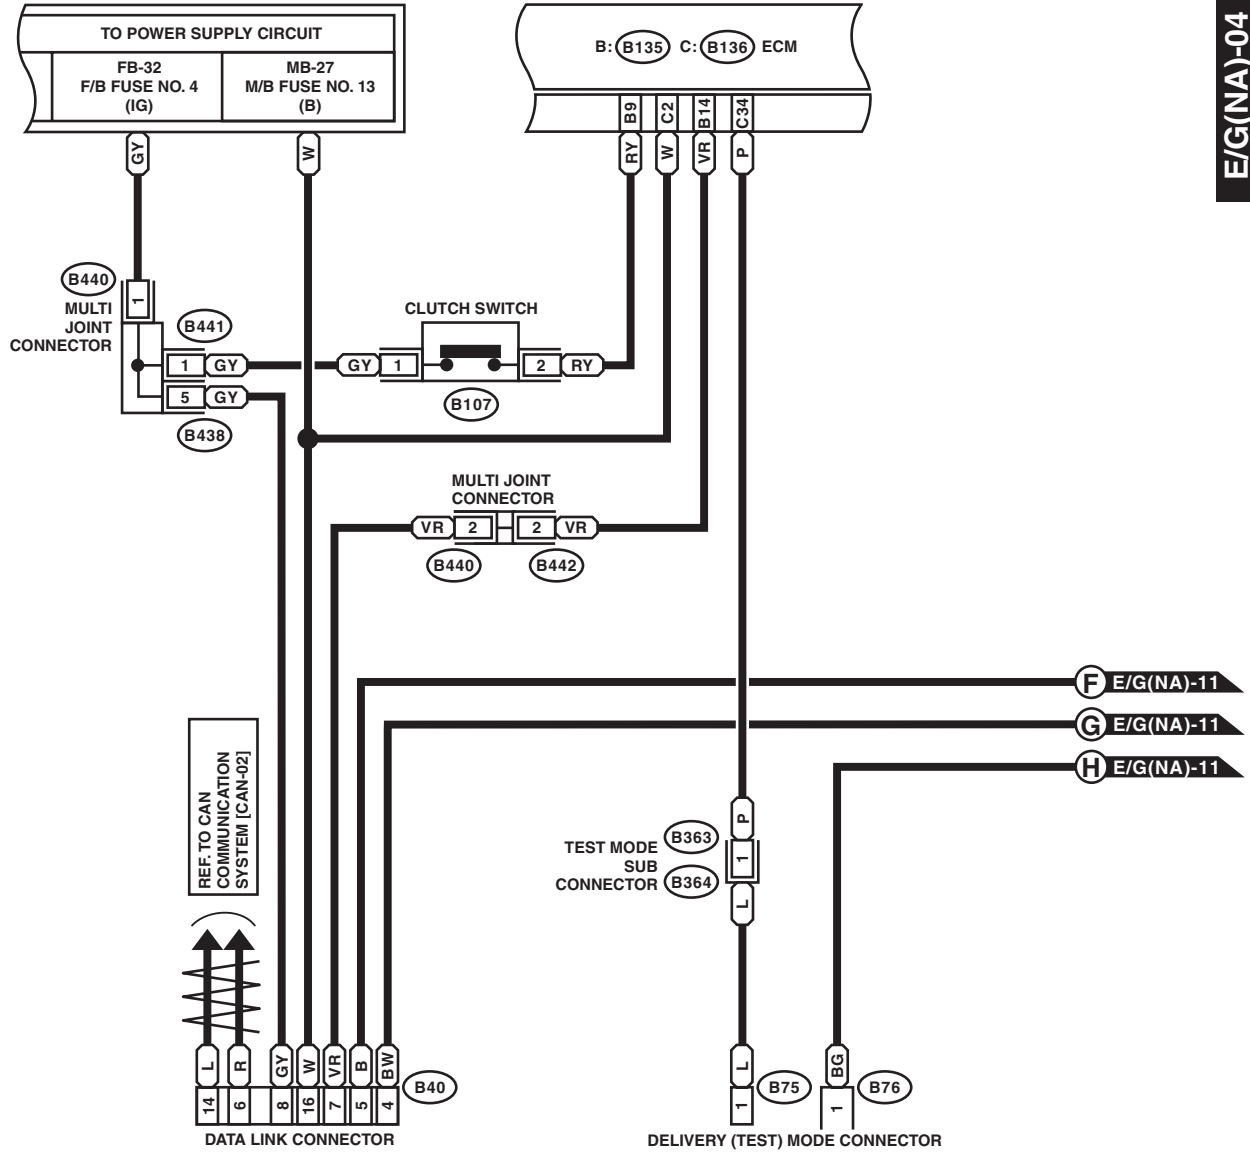 E/G(NA)-04
TO POWER SUPPLY CIRCUIT
FB-32
F/B FUSE NO. 4
(IG)
MB-27
M/B FUSE NO. 13
(B)
B: B135 C: B136 ECM
B9 C2 B14 C34
GY W RY W VR P
B440
MULTI
JOINT
CONNECTOR
1
B441
1 GY
5 GY
B438
CLUTCH SWITCH
GY 1
2 RY
B107
MULTI JOINT
CONNECTOR
VR 2
2 VR
B440
B442
F E/G(NA)-11
G E/G(NA)-11
H E/G(NA)-11
REF. TO CAN
COMMUNICATION
SYSTEM [CAN-02]
P
B363
TEST MODE
SUB
CONNECTOR
1
B364
L
L R GY W VR B BW
B40
14 6 8 16 7 5 4
DATA LINK CONNECTOR
L
B75
1
BG
B76
1
DELIVERY (TEST) MODE CONNECTOR